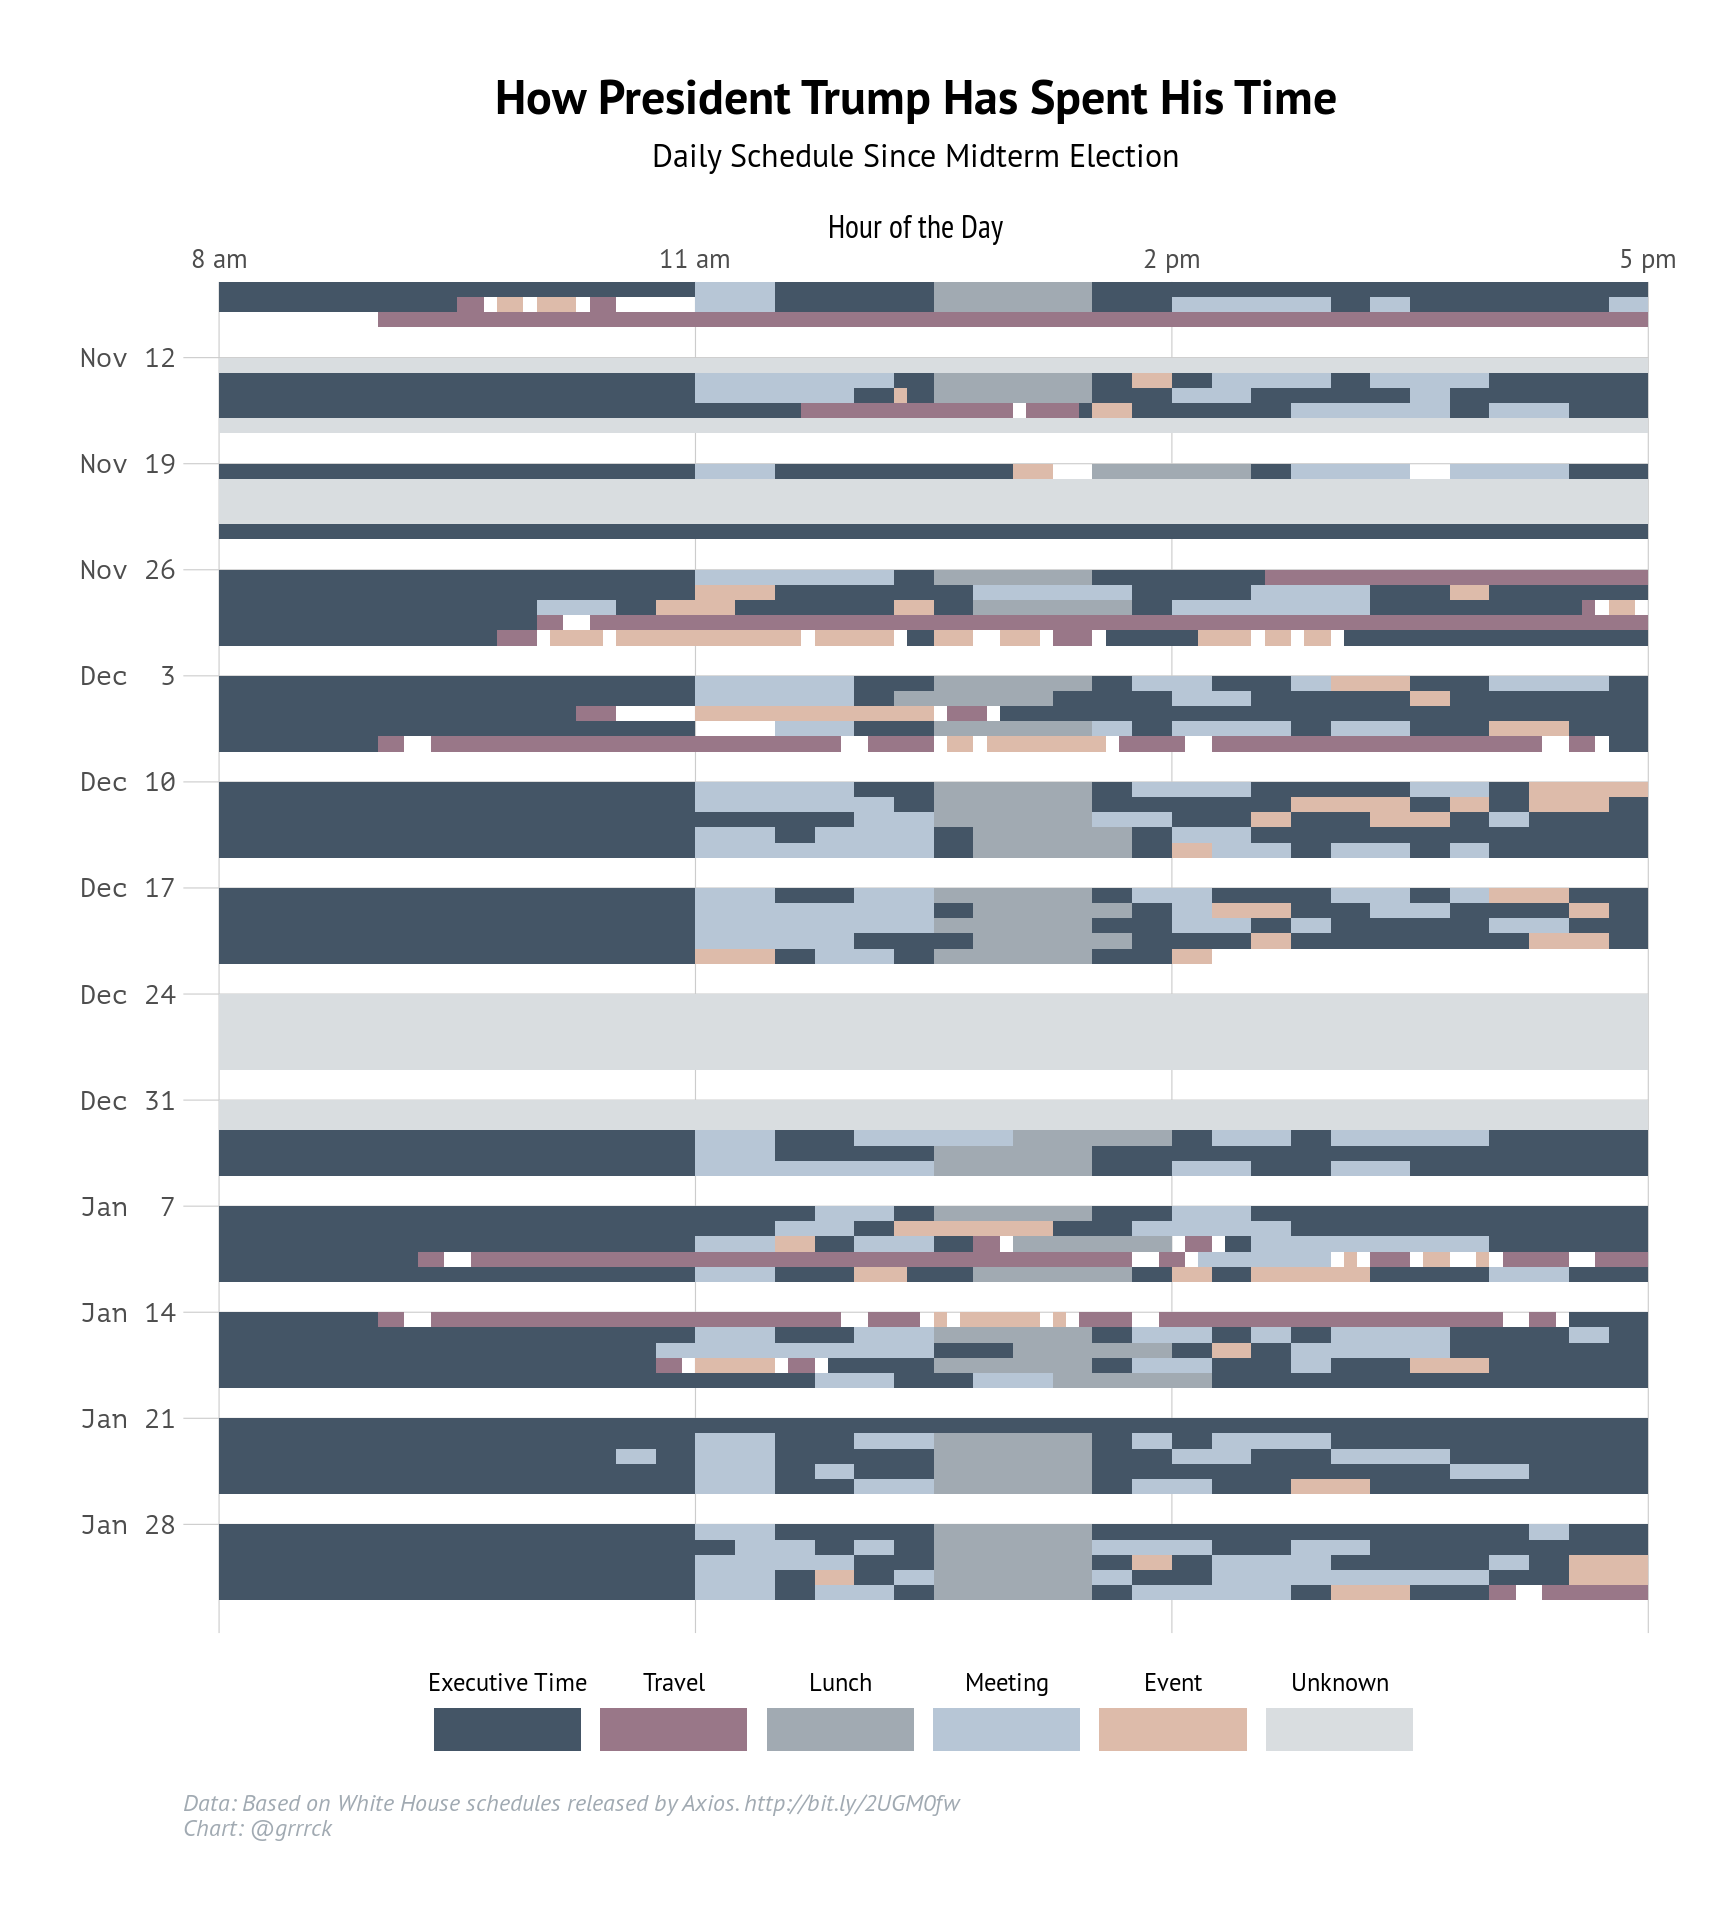 How President Trump Has Spent His Time
Daily Schedule Since Midterm Election
Hour of the Day
8 am 11 am 2 pm 5 pm
Nov 12
Nov 19
Nov 26
Dec 3
Dec 10
Dec 17
Dec 24
Dec 31
Jan 7
Jan 14
Jan 21
Jan 28
Executive Time Travel Lunch Meeting Event Unknown
Data: Based on White House schedules released by Axios. http://bit.ly/2UGM0fw
Chart: @grrrck